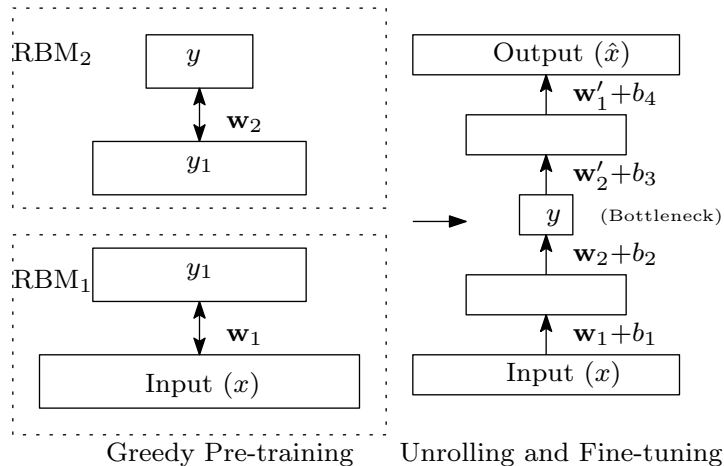 RBM₂
y
w₂
y₁
RBM₁
y₁
w₁
Input (x)
Greedy Pre-training
Output (x̂)
w′₁+b₄
w′₂+b₃
y (Bottleneck)
w₂+b₂
w₁+b₁
Input (x)
Unrolling and Fine-tuning